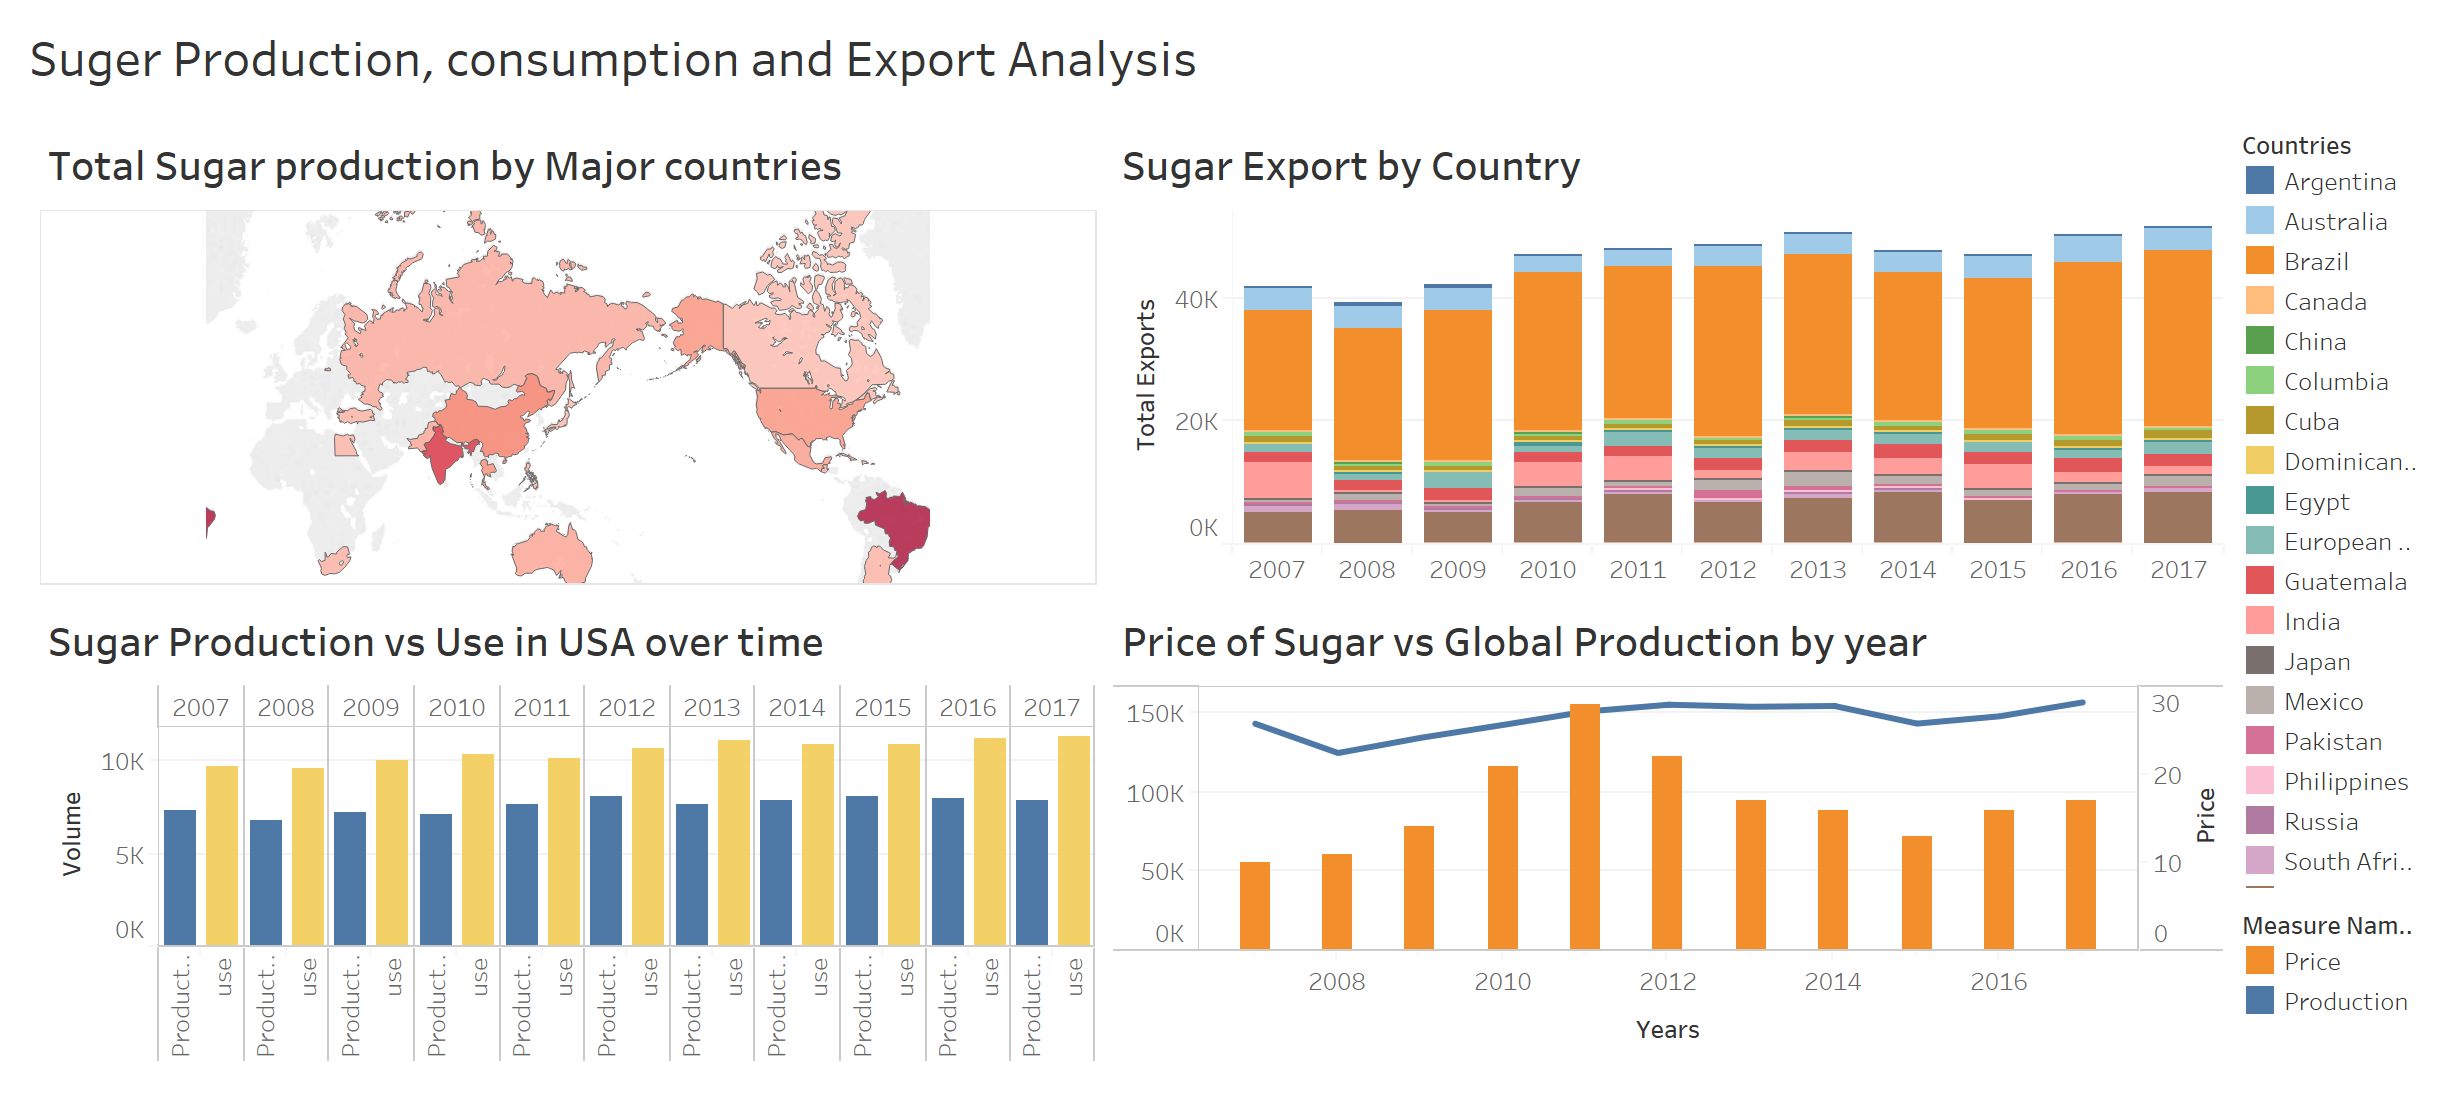 Suger Production, consumption and Export Analysis
Total Sugar production by Major countries
Sugar Export by Country
Total Exports
40K
20K
0K
2007 2008 2009 2010 2011 2012 2013 2014 2015 2016 2017
Countries
Argentina
Australia
Brazil
Canada
China
Columbia
Cuba
Dominican..
Egypt
European ..
Guatemala
India
Japan
Mexico
Pakistan
Philippines
Russia
South Afri..
Sugar Production vs Use in USA over time
2007 2008 2009 2010 2011 2012 2013 2014 2015 2016 2017
Volume
10K
5K
0K
Product.. use Product.. use Product.. use Product.. use Product.. use Product.. use Product.. use Product.. use Product.. use Product.. use Product.. use
Price of Sugar vs Global Production by year
150K
100K
50K
0K
30
20
10
0
Price
2008 2010 2012 2014 2016
Years
Measure Nam..
Price
Production